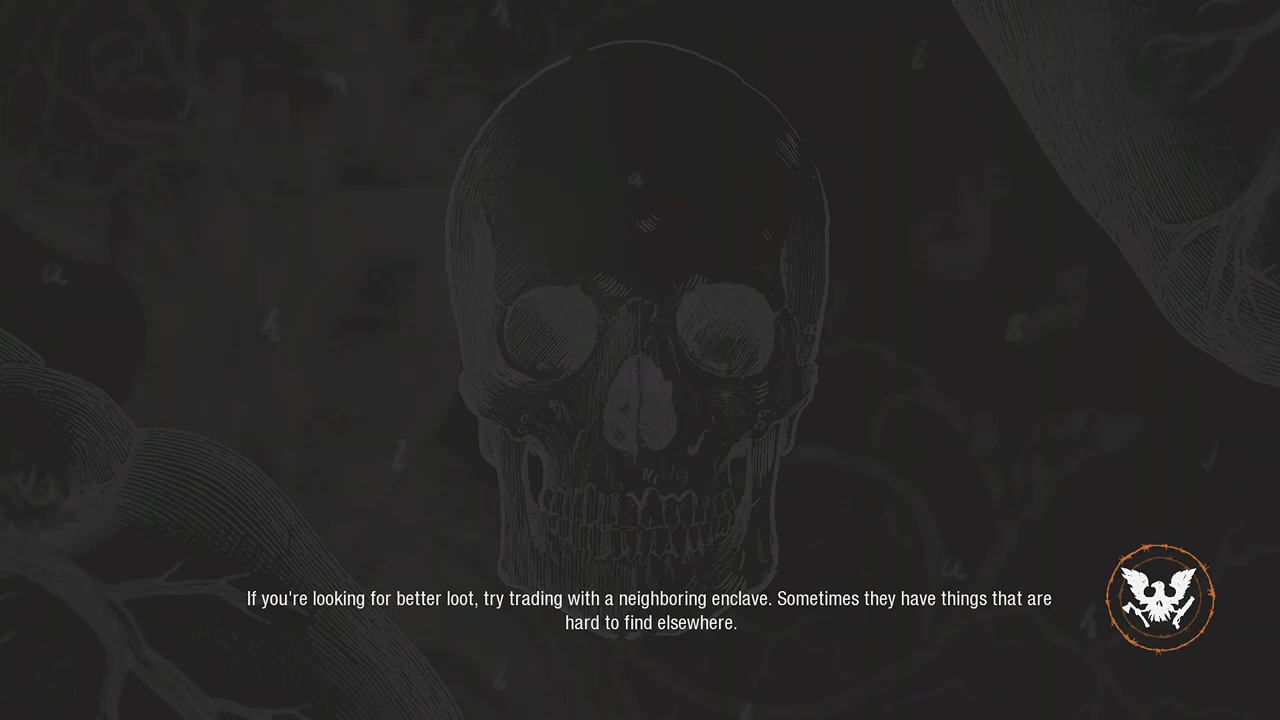 If you're looking for better loot, try trading with a neighboring enclave. Sometimes they have things that are
hard to find elsewhere.